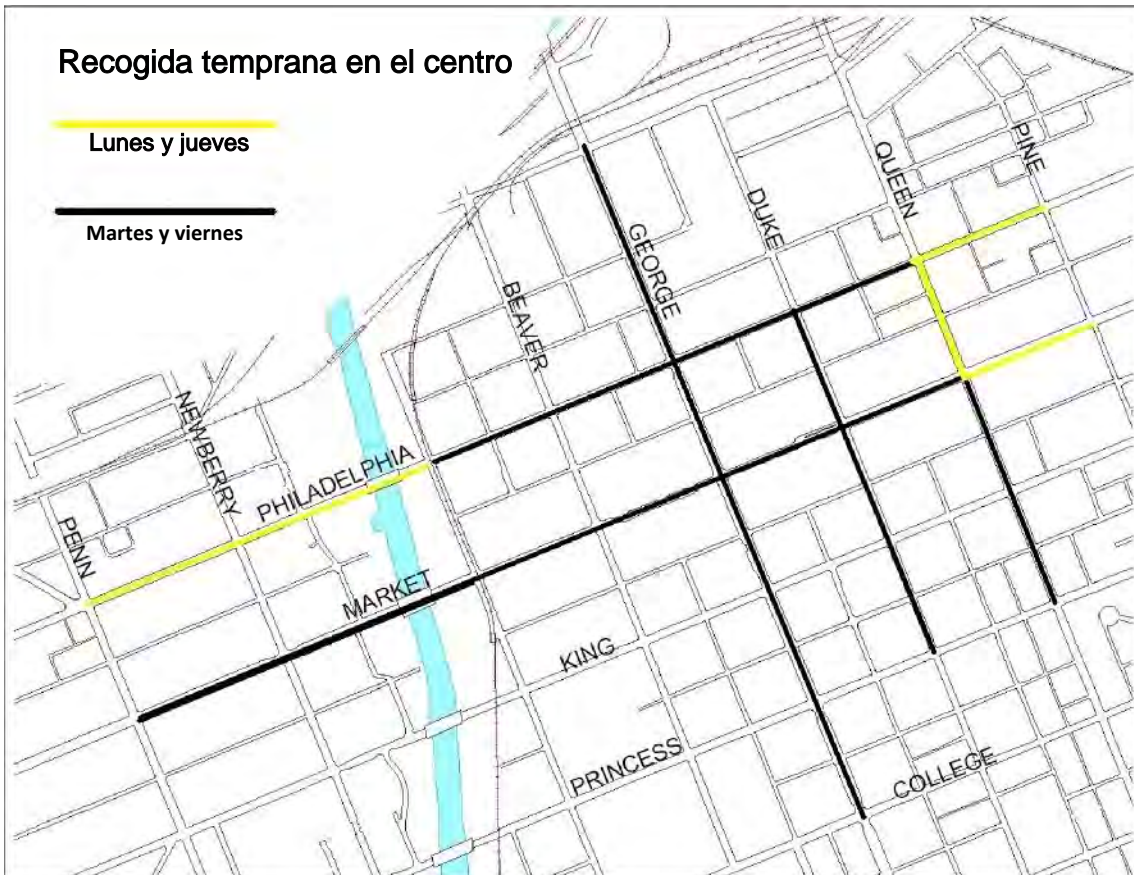 Recogida temprana en el centro
Lunes y jueves
Martes y viernes
PINE
QUEEN
DUKE
GEORGE
BEAVER
NEWBERRY
PHILADELPHIA
PENN
MARKET
KING
PRINCESS
COLLEGE